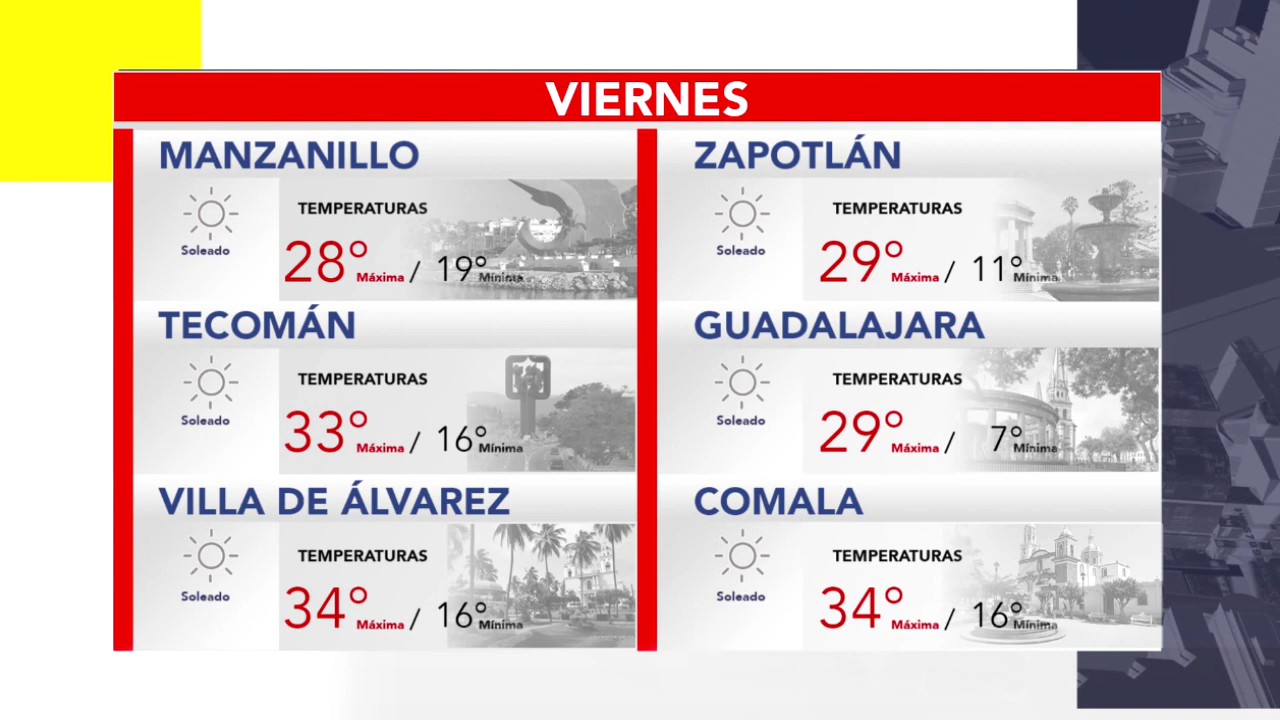 VIERNES
MANZANILLO
Soleado
TEMPERATURAS
28° Máxima / 19° Mínima
TECOMÁN
Soleado
TEMPERATURAS
33° Máxima / 16° Mínima
VILLA DE ÁLVAREZ
Soleado
TEMPERATURAS
34° Máxima / 16° Mínima
ZAPOTLÁN
Soleado
TEMPERATURAS
29° Máxima / 11° Mínima
GUADALAJARA
Soleado
TEMPERATURAS
29° Máxima / 7° Mínima
COMALA
Soleado
TEMPERATURAS
34° Máxima / 16° Mínima